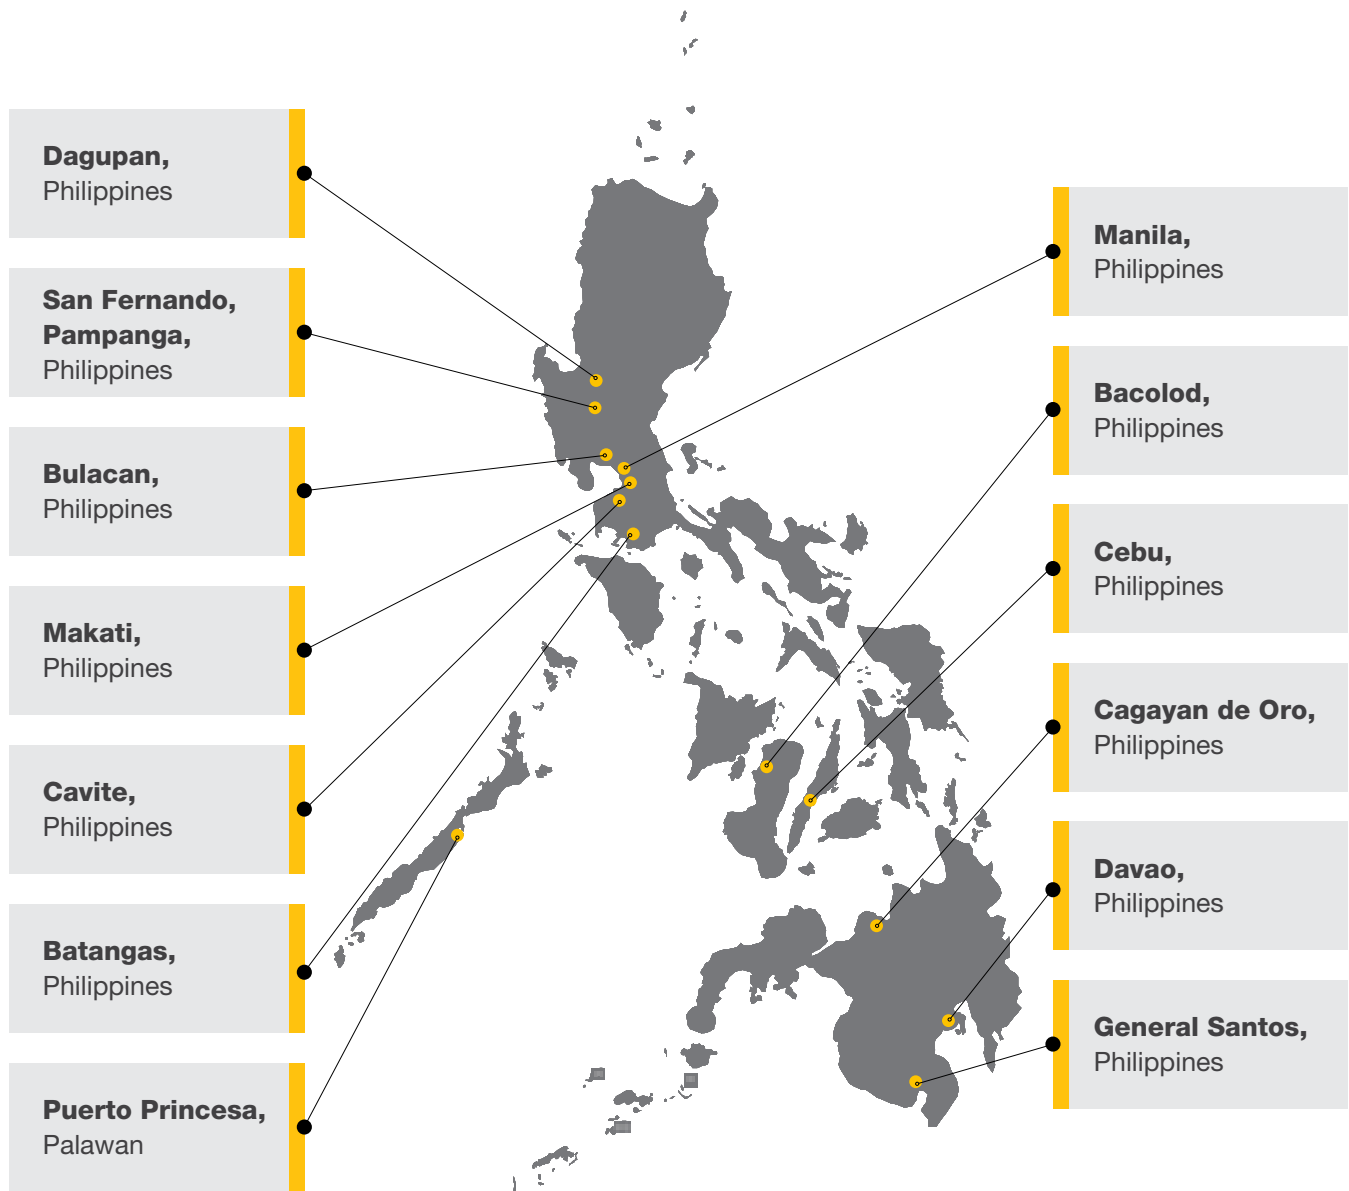 Dagupan,
Philippines
San Fernando,
Pampanga,
Philippines
Bulacan,
Philippines
Makati,
Philippines
Cavite,
Philippines
Batangas,
Philippines
Puerto Princesa,
Palawan
Manila,
Philippines
Bacolod,
Philippines
Cebu,
Philippines
Cagayan de Oro,
Philippines
Davao,
Philippines
General Santos,
Philippines